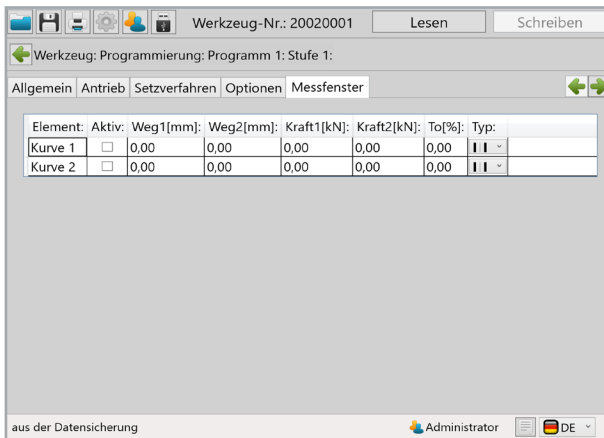 Werkzeug-Nr.: 20020001 Lesen Schreiben
Werkzeug: Programmierung: Programm 1: Stufe 1:
Allgemein Antrieb Setzverfahren Optionen Messfenster
Element: Aktiv: Weg1[mm]: Weg2[mm]: Kraft1[kN]: Kraft2[kN]: To[%]: Typ:
Kurve 1 0,00 0,00 0,00 0,00 0,00
Kurve 2 0,00 0,00 0,00 0,00 0,00
aus der Datensicherung Administrator DE